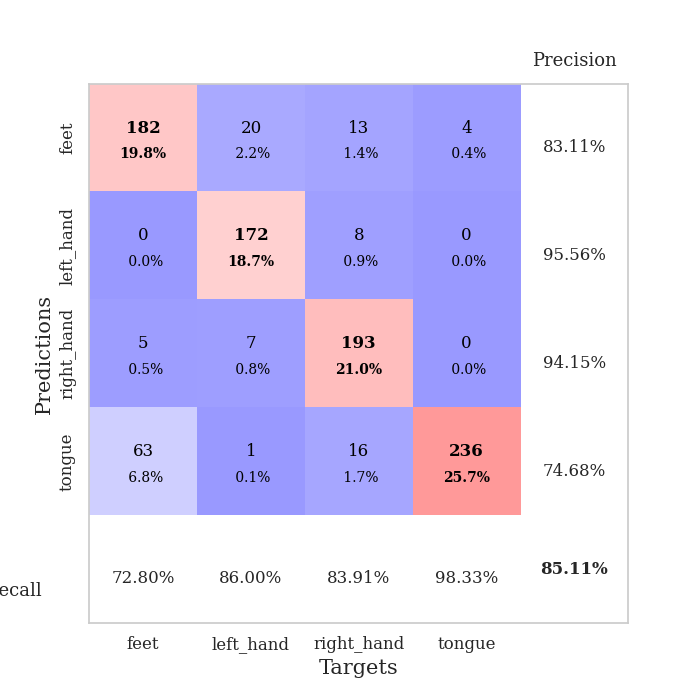 Precision
feet 182 20 13 4 83.11%
19.8% 2.2% 1.4% 0.4%
left_hand 0 172 8 0 95.56%
0.0% 18.7% 0.9% 0.0%
Predictions
right_hand 5 7 193 0 94.15%
0.5% 0.8% 21.0% 0.0%
tongue 63 1 16 236 74.68%
6.8% 0.1% 1.7% 25.7%
ecall 72.80% 86.00% 83.91% 98.33% 85.11%
feet left_hand right_hand tongue
Targets